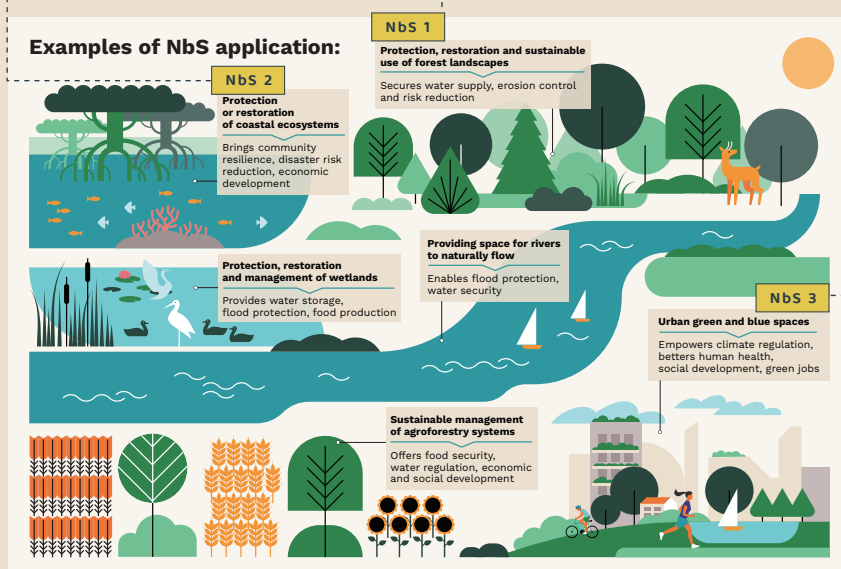 Examples of NbS application:
NbS 1
Protection, restoration and sustainable
use of forest landscapes
Secures water supply, erosion control
and risk reduction
NbS 2
Protection
or restoration
of coastal ecosystems
Brings community
resilience, disaster risk
reduction, economic
development
Protection, restoration
and management of wetlands
Provides water storage,
flood protection, food production
Providing space for rivers
to naturally flow
Enables flood protection,
water security
NbS 3
Urban green and blue spaces
Empowers climate regulation,
betters human health,
social development, green jobs
Sustainable management
of agroforestry systems
Offers food security,
water regulation, economic
and social development